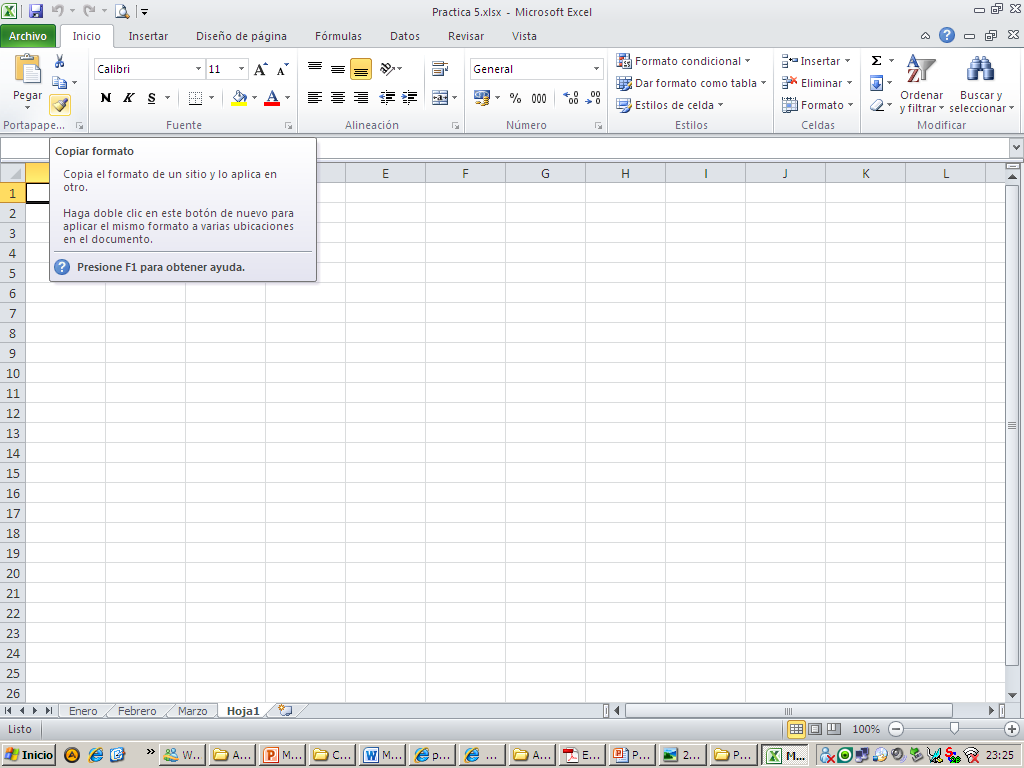 Practica 5.xlsx - Microsoft Excel
Archivo Inicio Insertar Diseño de página Fórmulas Datos Revisar Vista
Pegar
Portapape...
Calibri 11
N K S
Fuente
Alineación
General
% 000
Número
Formato condicional
Dar formato como tabla
Estilos de celda
Estilos
Insertar
Eliminar
Formato
Celdas
Σ
Ordenar y filtrar
Buscar y seleccionar
Modificar
Copiar formato
Copia el formato de un sitio y lo aplica en
otro.
Haga doble clic en este botón de nuevo para
aplicar el mismo formato a varias ubicaciones
en el documento.
Presione F1 para obtener ayuda.
E F G H I J K L
1
2
3
4
5
6
7
8
9
10
11
12
13
14
15
16
17
18
19
20
21
22
23
24
25
26
Enero Febrero Marzo Hoja1
Listo 100%
Inicio W... A... M... C... M... p... ... A... E... P... 2... P... M... 23:25